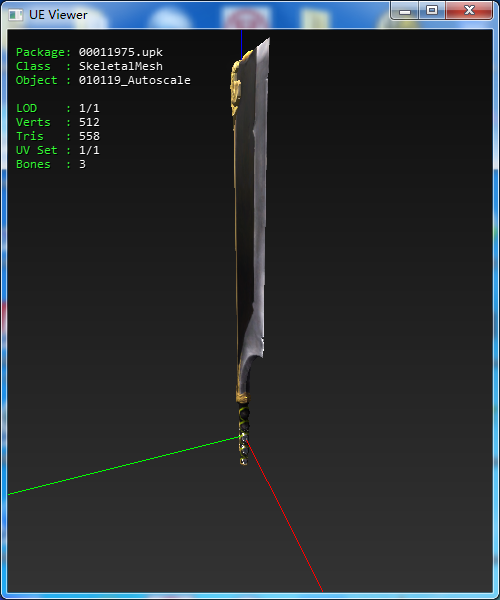 UE Viewer
Package: 00011975.upk
Class  : SkeletalMesh
Object : 010119_Autoscale
LOD    : 1/1
Verts  : 512
Tris   : 558
UV Set : 1/1
Bones  : 3